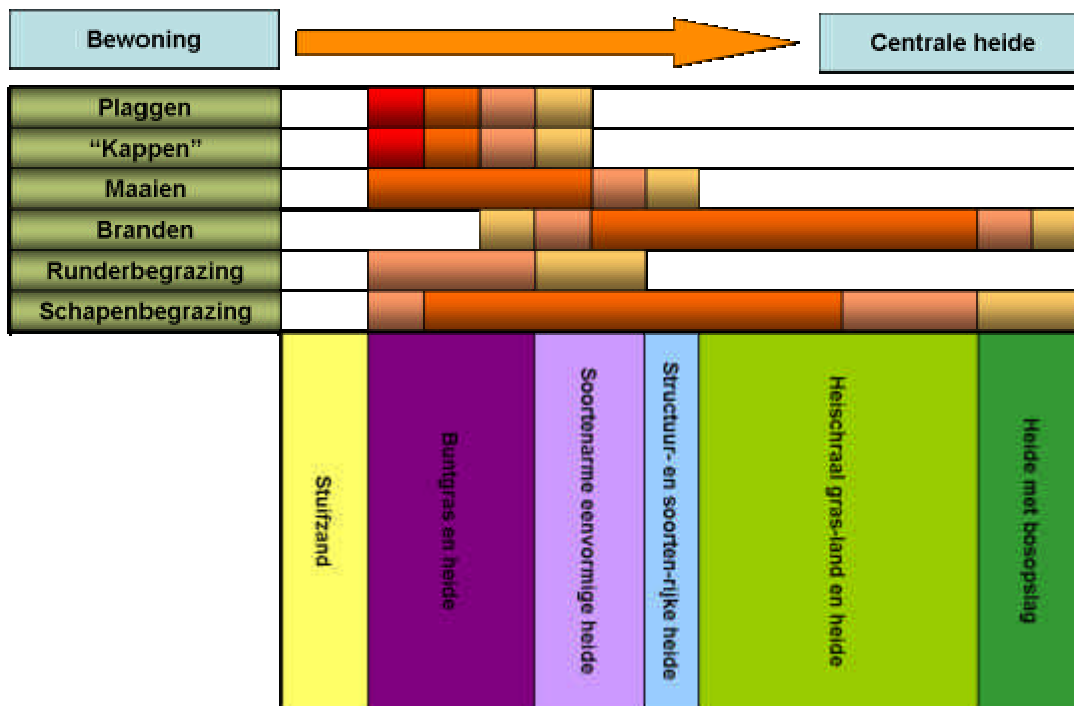 Bewoning
Centrale heide
Plaggen
“Kappen”
Maaien
Branden
Runderbegrazing
Schapenbegrazing
Stuifzand
Buntgras en heide
Soortenarme eenvormige heide
Structuur- en soorten-rijke heide
Heischraal gras-land en heide
Heide met bosopslag